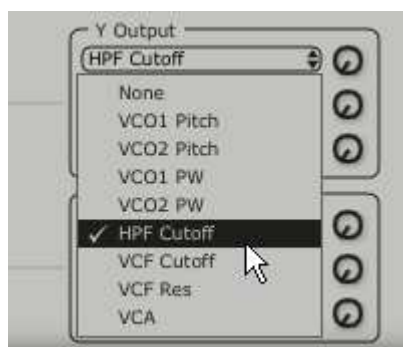 Y Output
HPF Cutoff
None
VCO1 Pitch
VCO2 Pitch
VCO1 PW
VCO2 PW
HPF Cutoff
VCF Cutoff
VCF Res
VCA